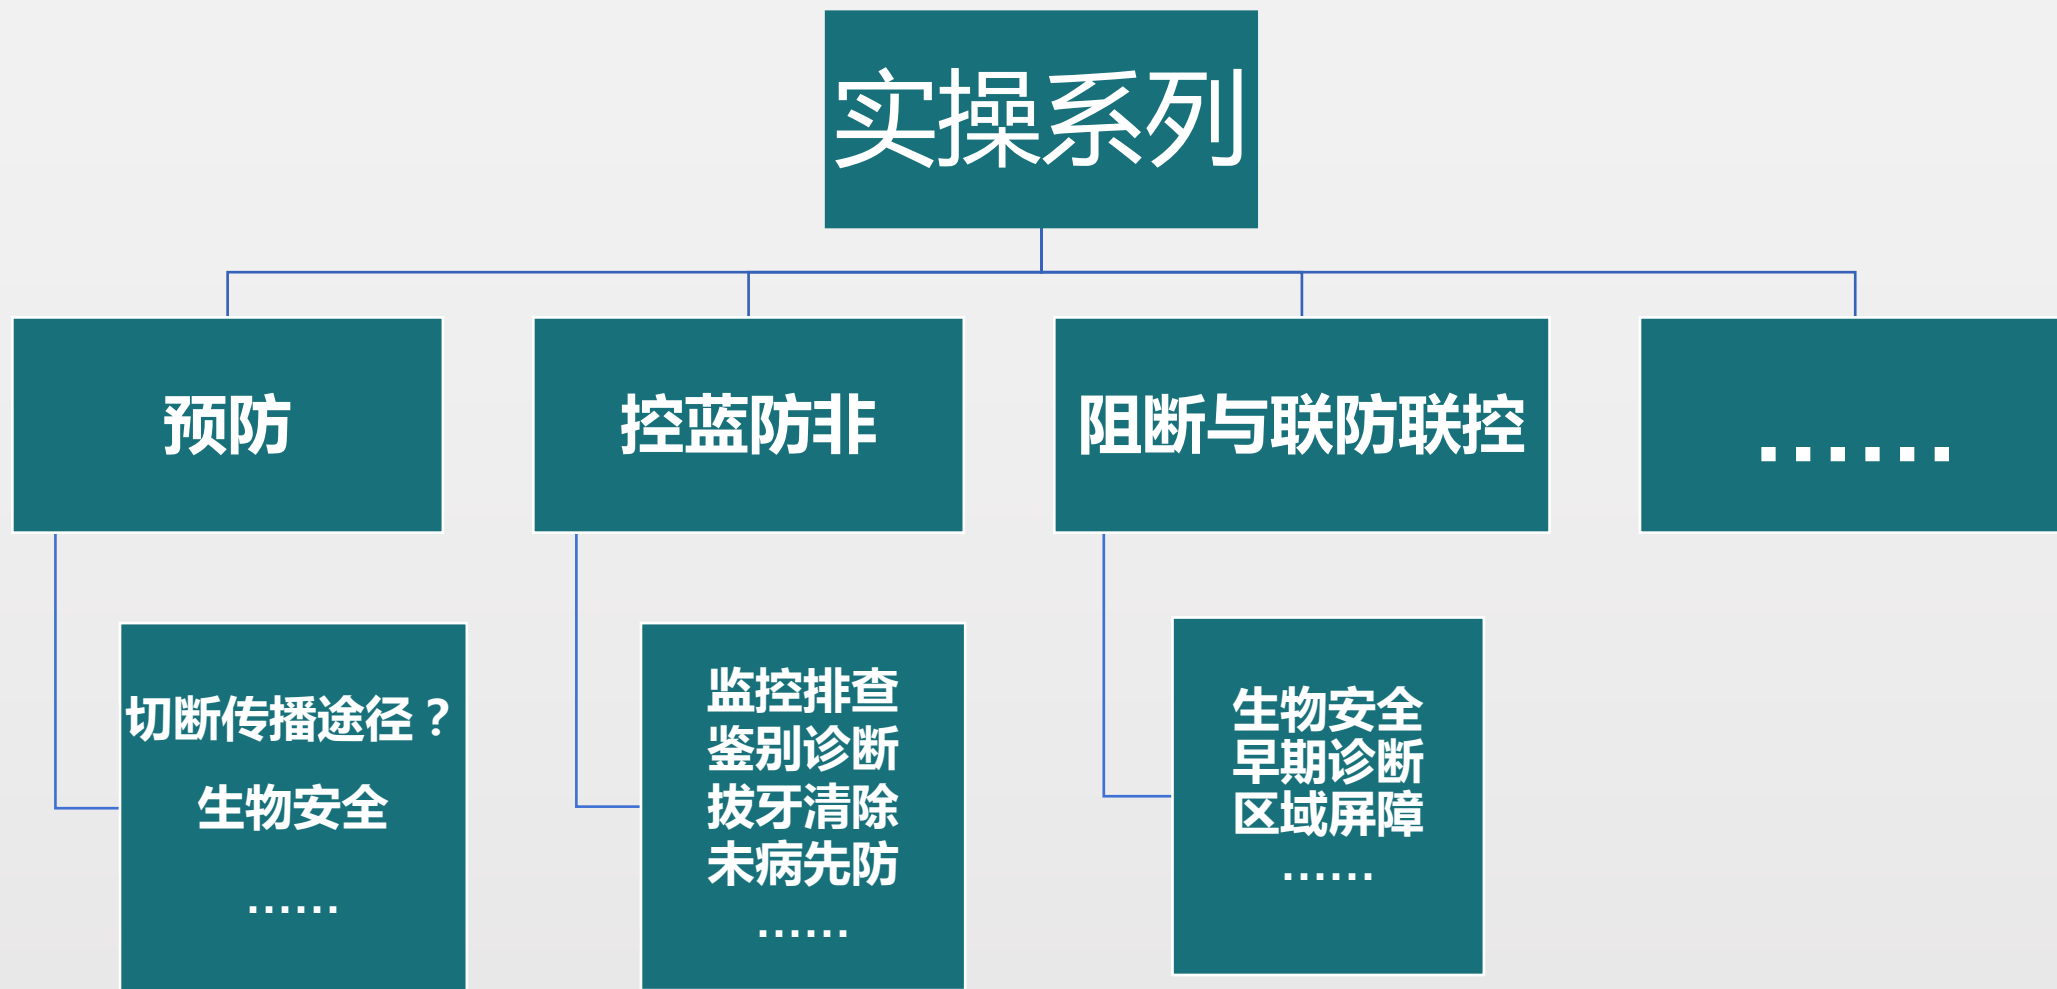 实操系列
预防
控蓝防非
阻断与联防联控
......
切断传播途径？
生物安全
......
监控排查
鉴别诊断
拔牙清除
未病先防
......
生物安全
早期诊断
区域屏障
......